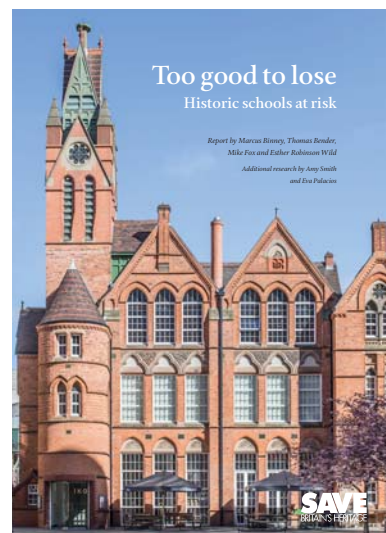 Too good to lose
Historic schools at risk
Report by Marcus Binney, Thomas Bender,
Mike Fox and Esther Robinson Wild
Additional research by Amy Smith
and Eva Palacios
IKO
SAVE
BRITAIN'S HERITAGE